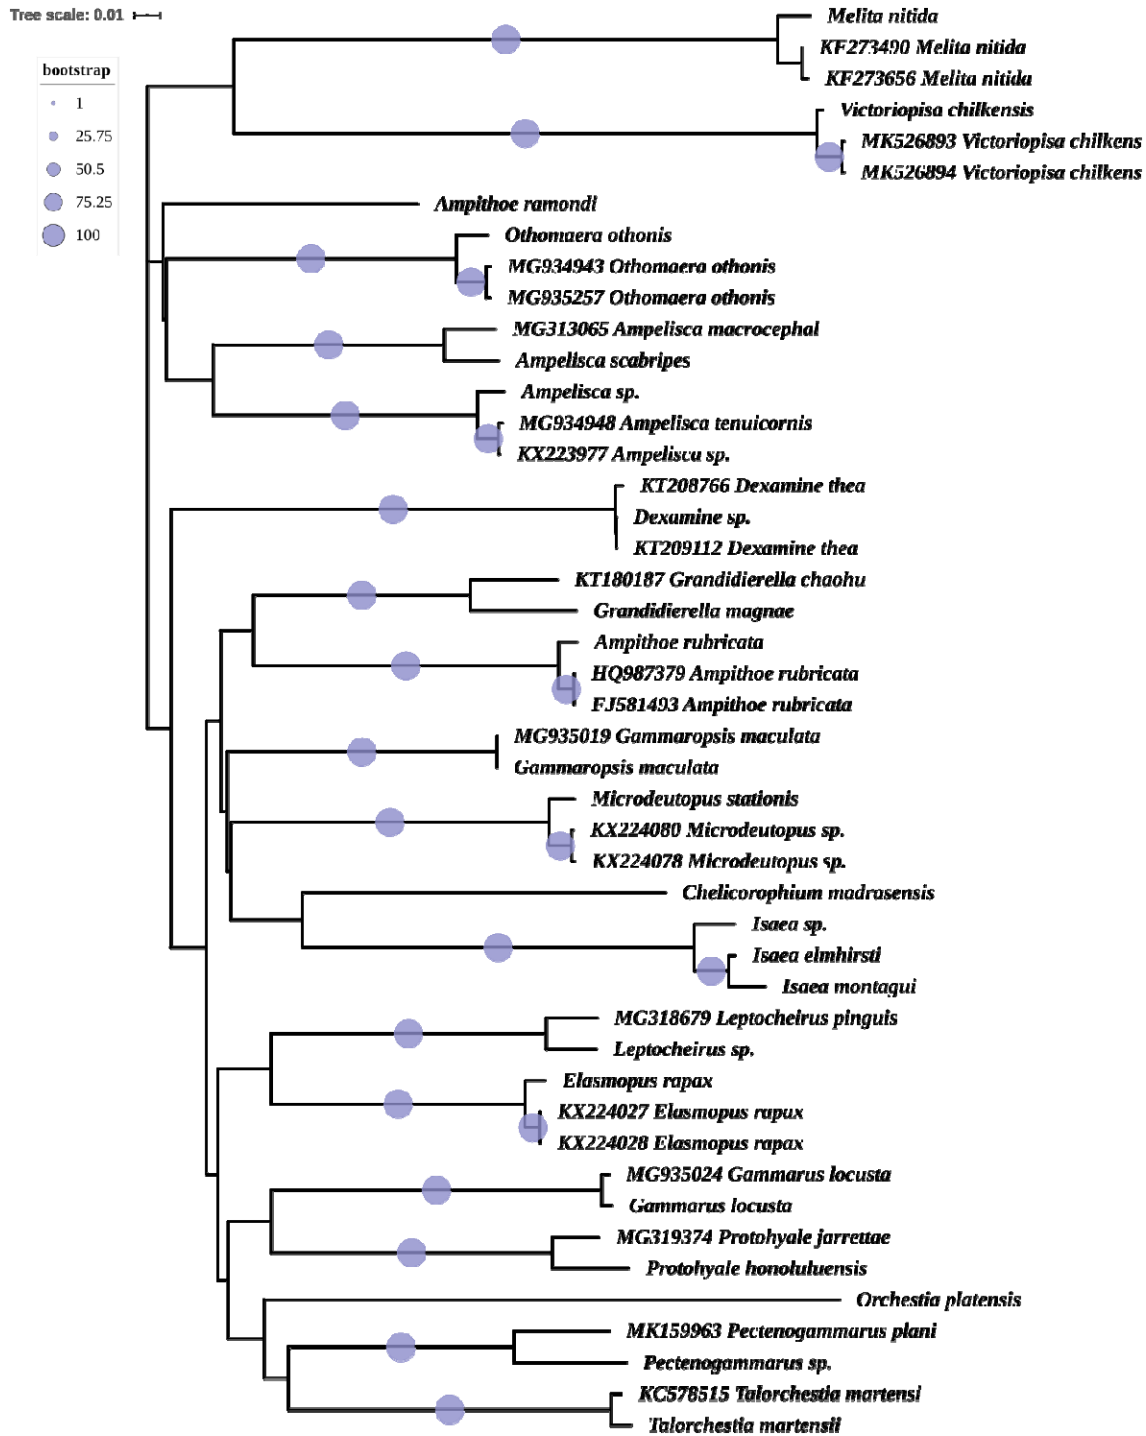 Tree scale: 0.01
bootstrap
1
25.75
50.5
75.25
100
Melita nitida
KF273490 Melita nitida
KF273656 Melita nitida
Victoriopisa chilkensis
MK526893 Victoriopisa chilkens
MK526894 Victoriopisa chilkens
Ampithoe ramondi
Othomaera othonis
MG934943 Othomaera othonis
MG935257 Othomaera othonis
MG313065 Ampelisca macrocephal
Ampelisca scabripes
Ampelisca sp.
MG934948 Ampelisca tenuicornis
KX223977 Ampelisca sp.
KT208766 Dexamine thea
Dexamine sp.
KT209112 Dexamine thea
KT180187 Grandidierella chaohu
Grandidierella magnae
Ampithoe rubricata
HQ987379 Ampithoe rubricata
FJ581493 Ampithoe rubricata
MG935019 Gammaropsis maculata
Gammaropsis maculata
Microdeutopus stationis
KX224080 Microdeutopus sp.
KX224078 Microdeutopus sp.
Chelicorophium madrasensis
Isaea sp.
Isaea elmhirsti
Isaea montagui
MG318679 Leptocheirus pinguis
Leptocheirus sp.
Elasmopus rapax
KX224027 Elasmopus rapax
KX224028 Elasmopus rapax
MG935024 Gammarus locusta
Gammarus locusta
MG319374 Protohyale jarrettae
Protohyale honoluluensis
Orchestia platensis
MK159963 Pectenogammarus plani
Pectenogammarus sp.
KC578515 Talorchestia martensi
Talorchestia martensii